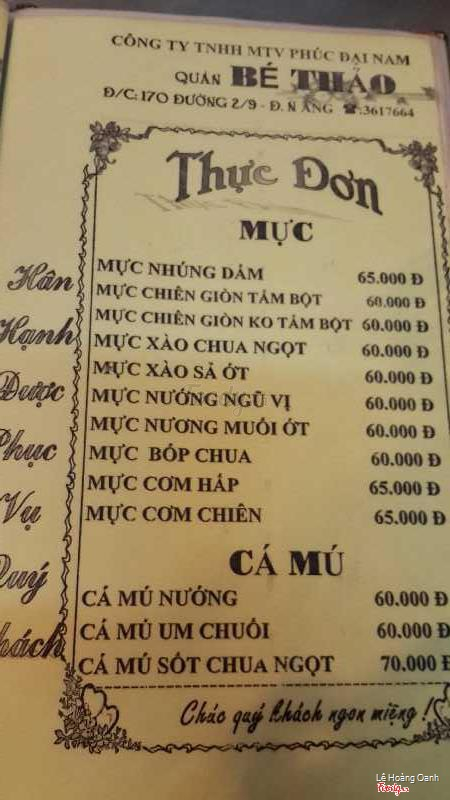 CÔNG TY TNHH MTV PHÚC ĐẠI NAM
QUÁN BÉ THẢO
Đ/C: 170 ĐƯỜNG 2/9 - Đ. N ANG ☎:3617664
Thực Đơn
MỰC
MỰC NHÚNG DẤM 65.000 Đ
MỰC CHIÊN GIÒN TẨM BỘT 60.000 Đ
MỰC CHIÊN GIÒN KO TẨM BỘT 60.000 Đ
MỰC XÀO CHUA NGỌT 60.000 Đ
MỰC XÀO SẢ ỚT 60.000 Đ
MỰC NƯỚNG NGŨ VỊ 60.000 Đ
MỰC NƯƠNG MUỐI ỚT 60.000 Đ
MỰC BÓP CHUA 60.000 Đ
MỰC CƠM HẤP 65.000 Đ
MỰC CƠM CHIÊN 65.000 Đ
CÁ MÚ
CÁ MÚ NƯỚNG 60.000 Đ
CÁ MÚ UM CHUỐI 60.000 Đ
CÁ MÚ SỐT CHUA NGỌT 70.000 Đ
Chúc quý khách ngon miệng !
Hân
Hạnh
Được
Phục
Vụ
Quý
Khách
Lê Hoàng Oanh